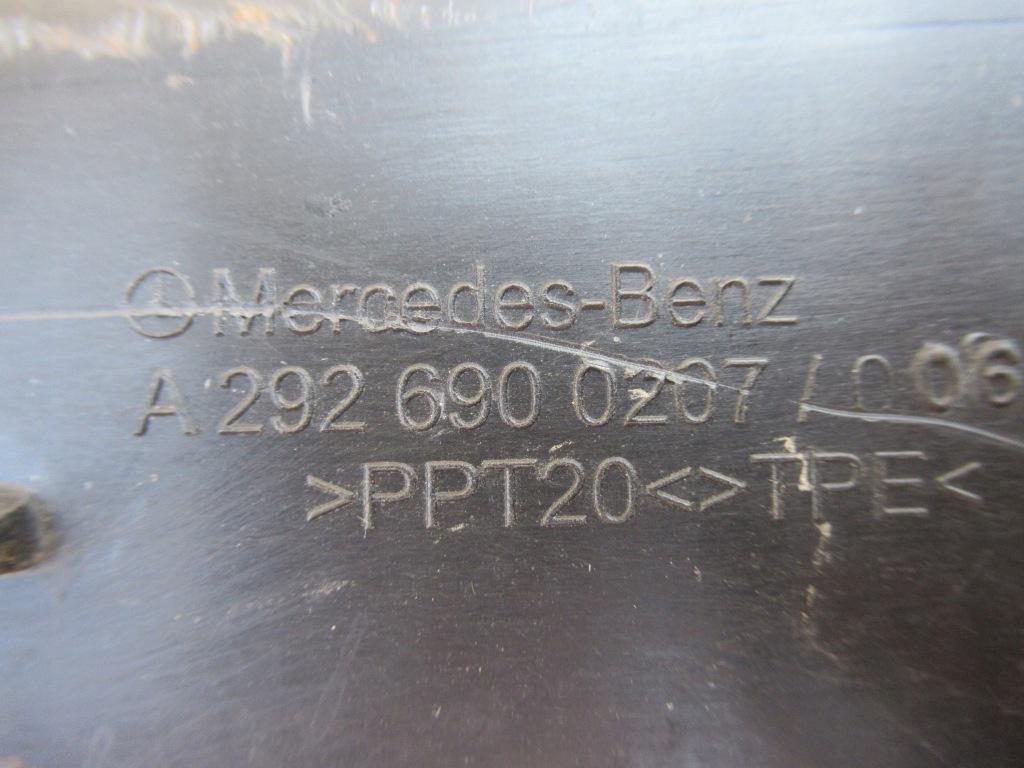 Mercedes-Benz
A 292 690 0207 / 006
>PPT20<>TPE<